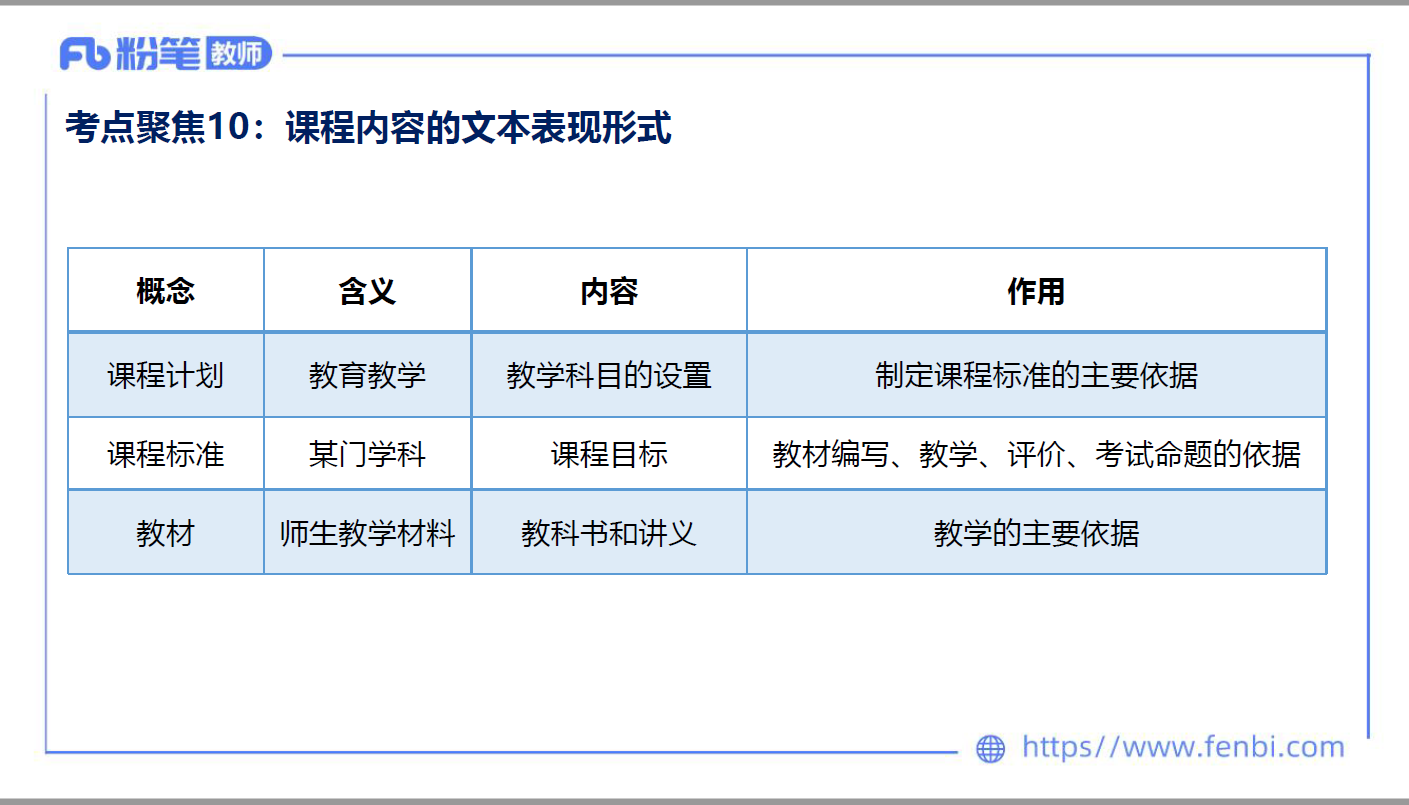 Fb粉笔教师
考点聚焦10：课程内容的文本表现形式
概念 含义 内容 作用
课程计划 教育教学 教学科目的设置 制定课程标准的主要依据
课程标准 某门学科 课程目标 教材编写、教学、评价、考试命题的依据
教材 师生教学材料 教科书和讲义 教学的主要依据
https//www.fenbi.com